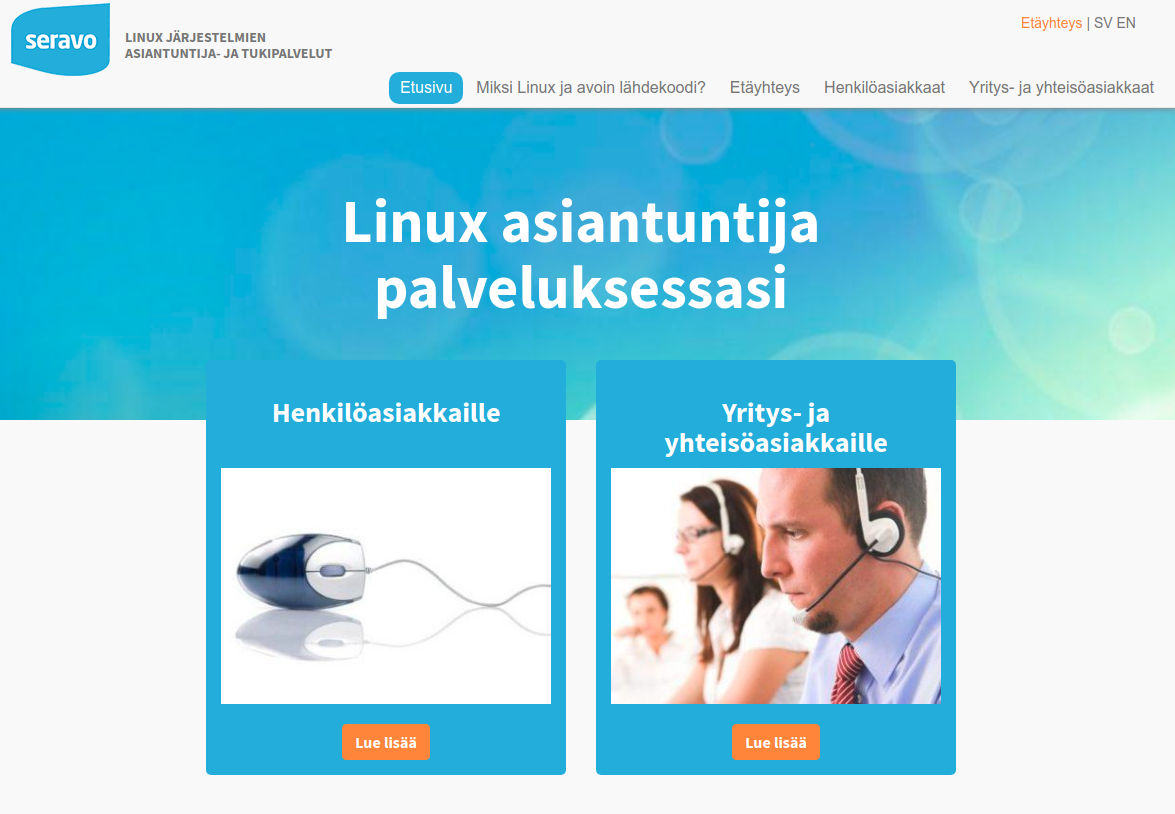 seravo
LINUX JÄRJESTELMIEN
ASIANTUNTIJA- JA TUKIPALVELUT
Etäyhteys | SV EN
Etusivu Miksi Linux ja avoin lähdekoodi? Etäyhteys Henkilöasiakkaat Yritys- ja yhteisöasiakkaat
Linux asiantuntija
palveluksessasi
Henkilöasiakkaille
Lue lisää
Yritys- ja
yhteisöasiakkaille
Lue lisää